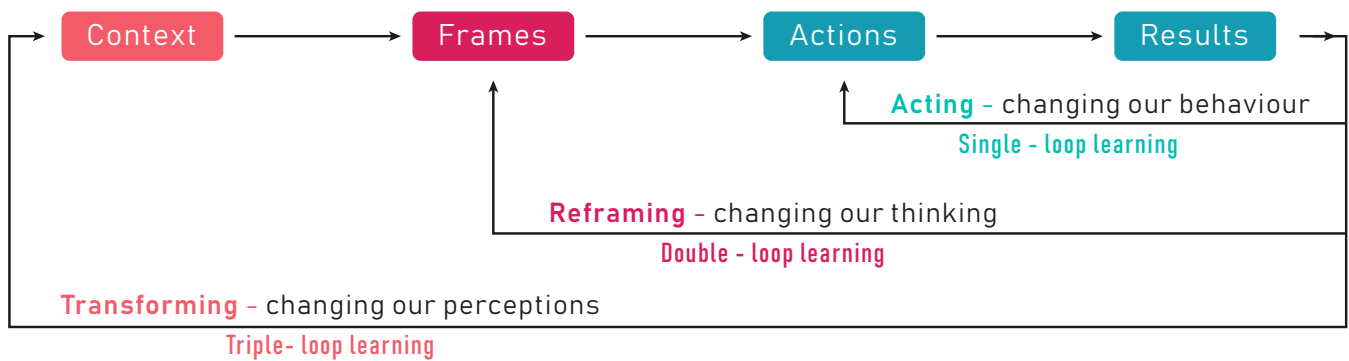 Context
Frames
Actions
Results
Acting - changing our behaviour
Single - loop learning
Reframing - changing our thinking
Double - loop learning
Transforming - changing our perceptions
Triple- loop learning